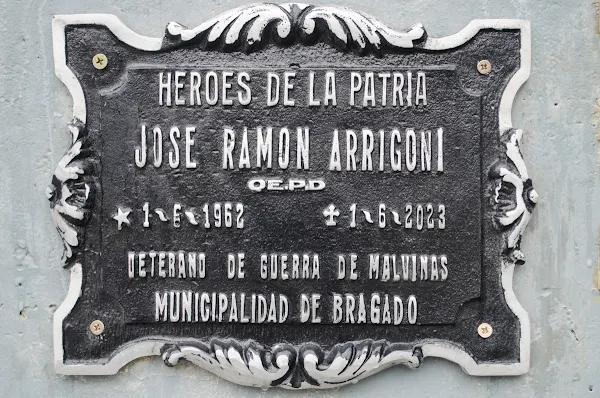 HEROES DE LA PATRIA
JOSE RAMON ARRIGONI
Q.E.P.D
1-6-1962 1-6-2023
VETERANO DE GUERRA DE MALVINAS
MUNICIPALIDAD DE BRAGADO